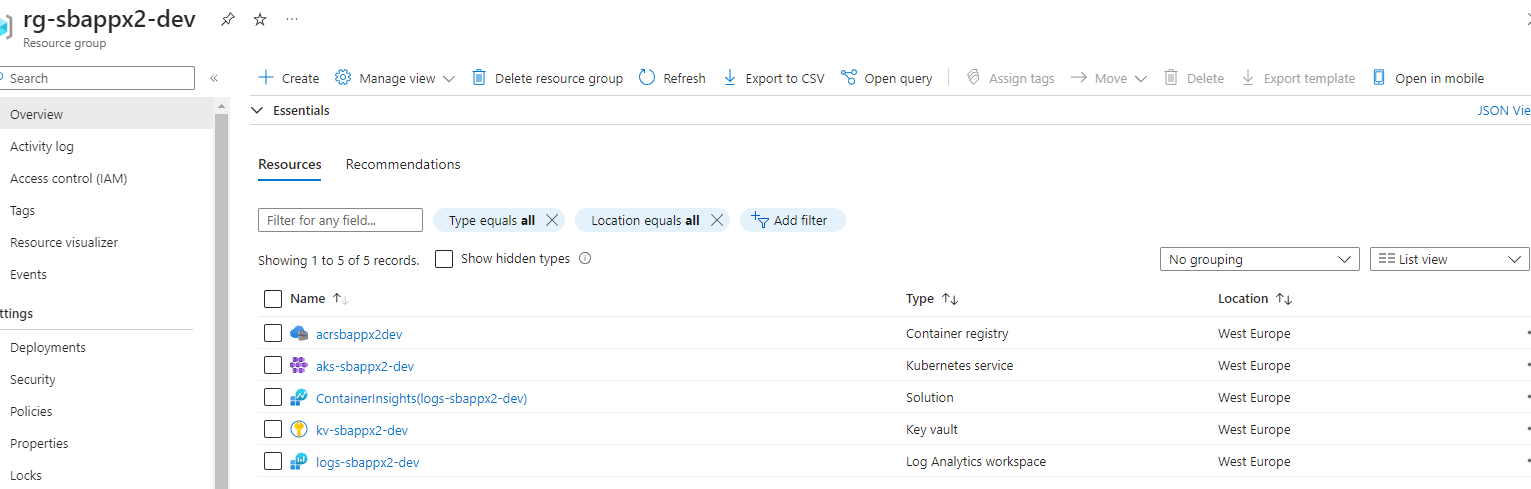 rg-sbappx2-dev
Resource group
Search
«
Overview
Activity log
Access control (IAM)
Tags
Resource visualizer
Events
ttings
Deployments
Security
Policies
Properties
Locks
Create Manage view Delete resource group Refresh Export to CSV Open query Assign tags Move Delete Export template Open in mobile
Essentials JSON Vie
Resources Recommendations
Filter for any field... Type equals all Location equals all Add filter
Showing 1 to 5 of 5 records. Show hidden types No grouping List view
Name Type Location
acrsbappx2dev Container registry West Europe
aks-sbappx2-dev Kubernetes service West Europe
ContainerInsights(logs-sbappx2-dev) Solution West Europe
kv-sbappx2-dev Key vault West Europe
logs-sbappx2-dev Log Analytics workspace West Europe